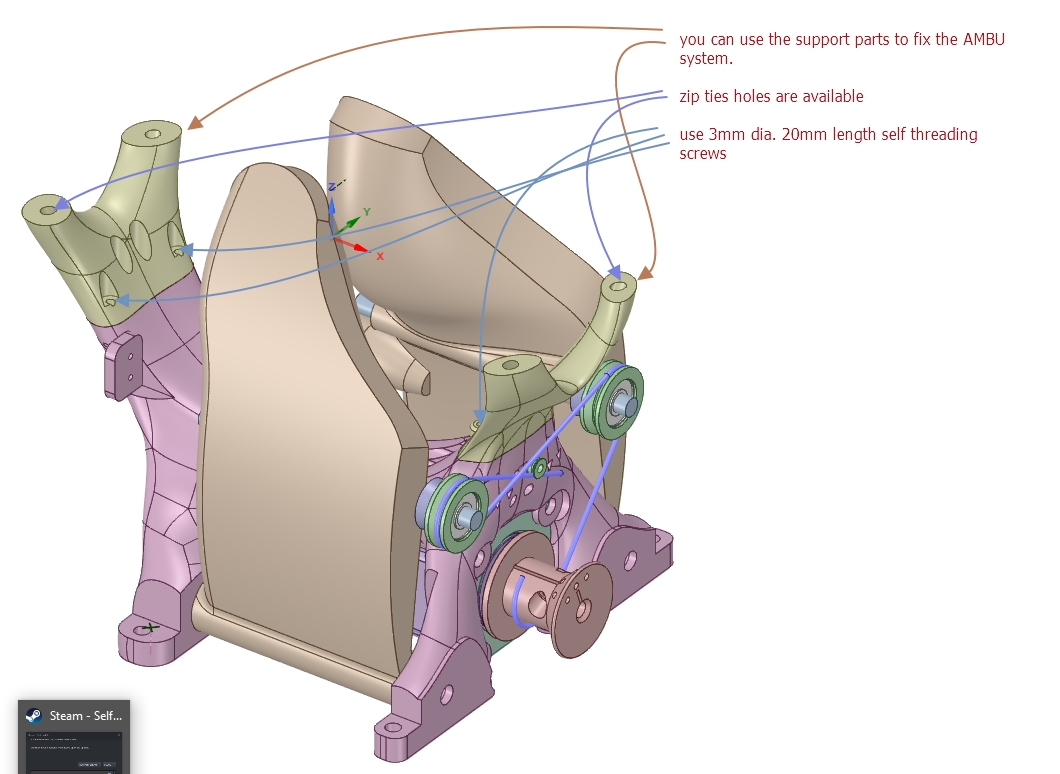 you can use the support parts to fix the AMBU
system.
zip ties holes are available
use 3mm dia. 20mm length self threading
screws
Z
Y
X
Steam - Self...